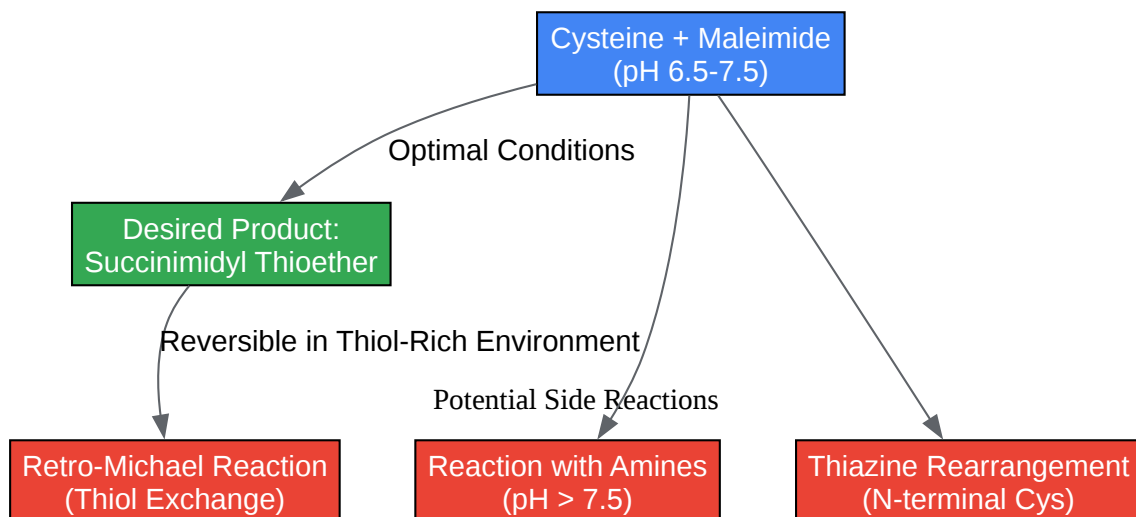 Cysteine + Maleimide
(pH 6.5-7.5)
Optimal Conditions
Desired Product:
Succinimidyl Thioether
Reversible in Thiol-Rich Environment
Potential Side Reactions
Retro-Michael Reaction
(Thiol Exchange)
Reaction with Amines
(pH > 7.5)
Thiazine Rearrangement
(N-terminal Cys)